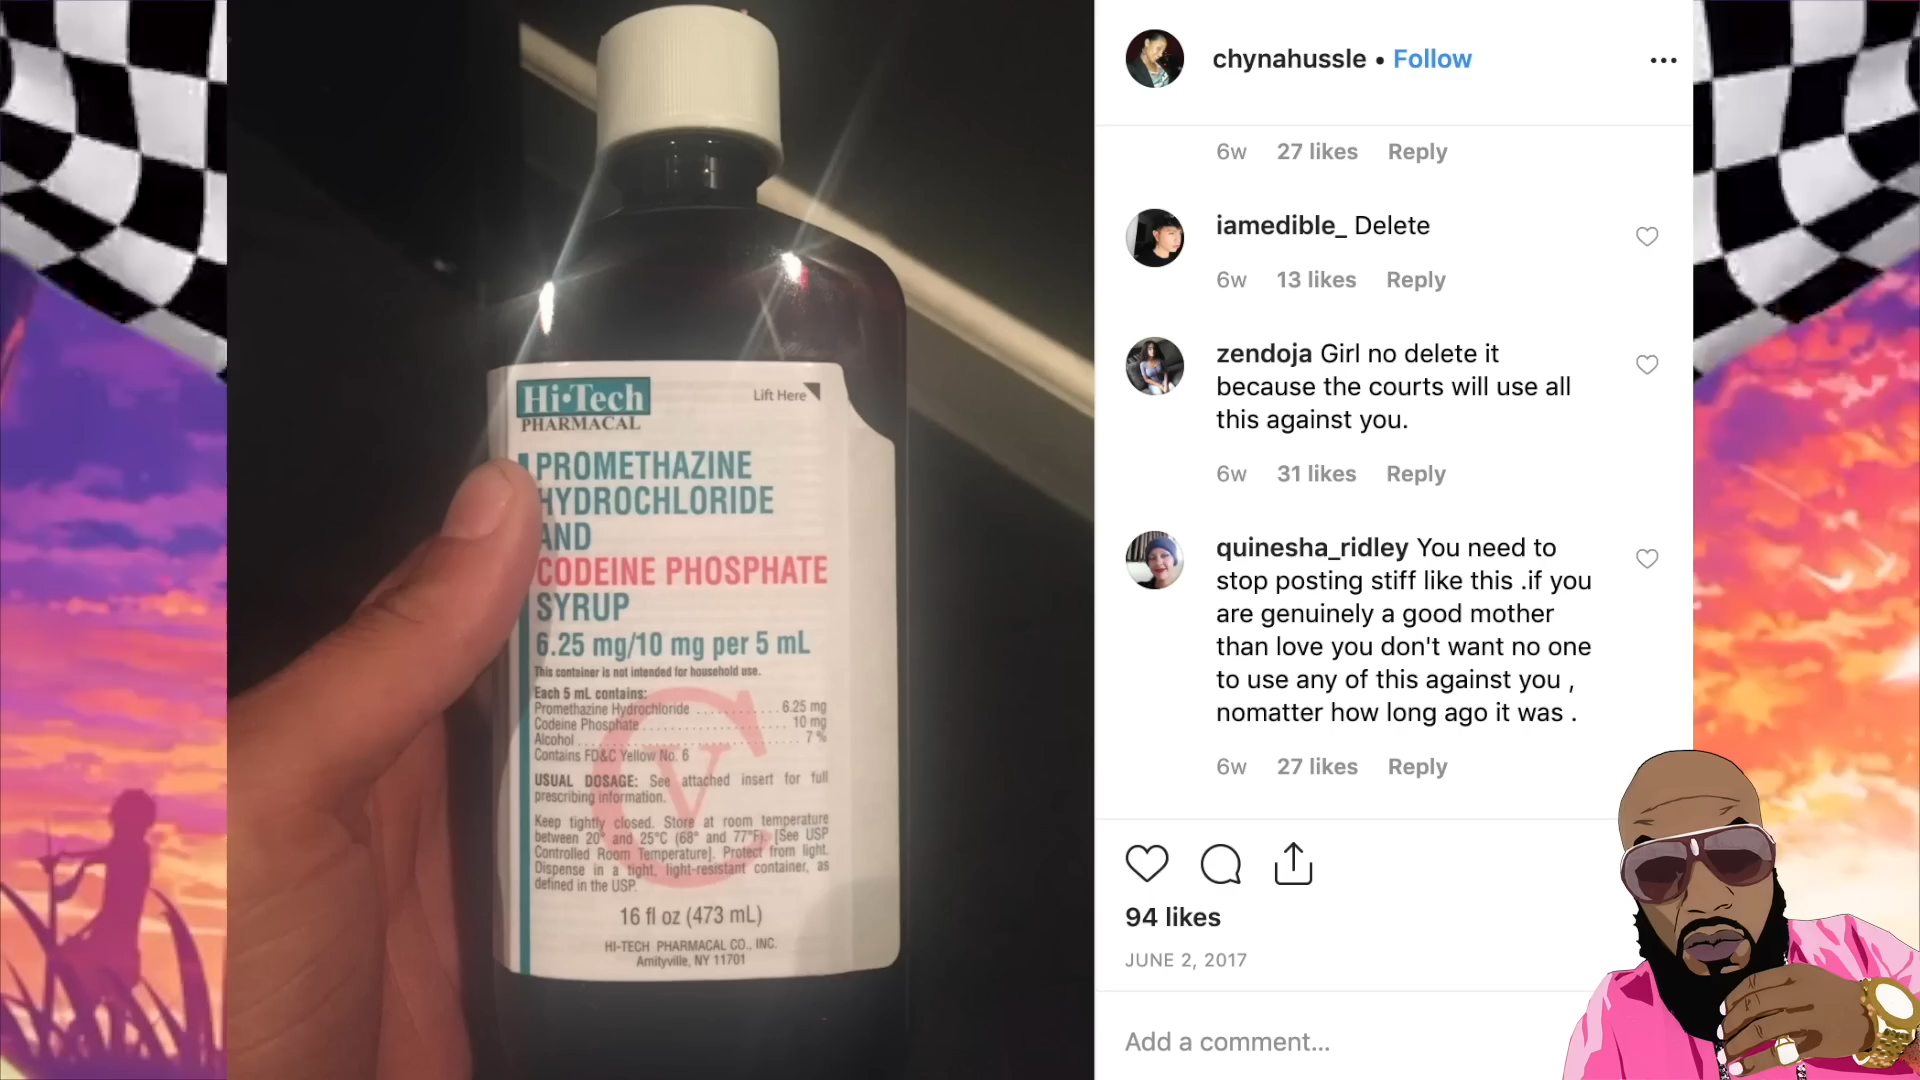 Hi•Tech
PHARMACAL
Lift Here
PROMETHAZINE
HYDROCHLORIDE
AND
CODEINE PHOSPHATE
SYRUP
6.25 mg/10 mg per 5 mL
This container is not intended for household use.
Each 5 mL contains:
Promethazine Hydrochloride ............ 6.25 mg
Codeine Phosphate ........................ 10 mg
Alcohol ........................................ 7 %
Contains FD&C Yellow No. 6
USUAL DOSAGE: See attached insert for full
prescribing information.
Keep tightly closed. Store at room temperature
between 20° and 25°C (68° and 77°F). [See USP
Controlled Room Temperature]. Protect from light.
Dispense in a tight, light-resistant container, as
defined in the USP.
CV
16 fl oz (473 mL)
HI-TECH PHARMACAL CO., INC.
Amityville, NY 11701
chynahussle • Follow
6w 27 likes Reply
iamedible_ Delete
6w 13 likes Reply
zendoja Girl no delete it
because the courts will use all
this against you.
6w 31 likes Reply
quinesha_ridley You need to
stop posting stiff like this .if you
are genuinely a good mother
than love you don't want no one
to use any of this against you ,
nomatter how long ago it was .
6w 27 likes Reply
94 likes
JUNE 2, 2017
Add a comment...